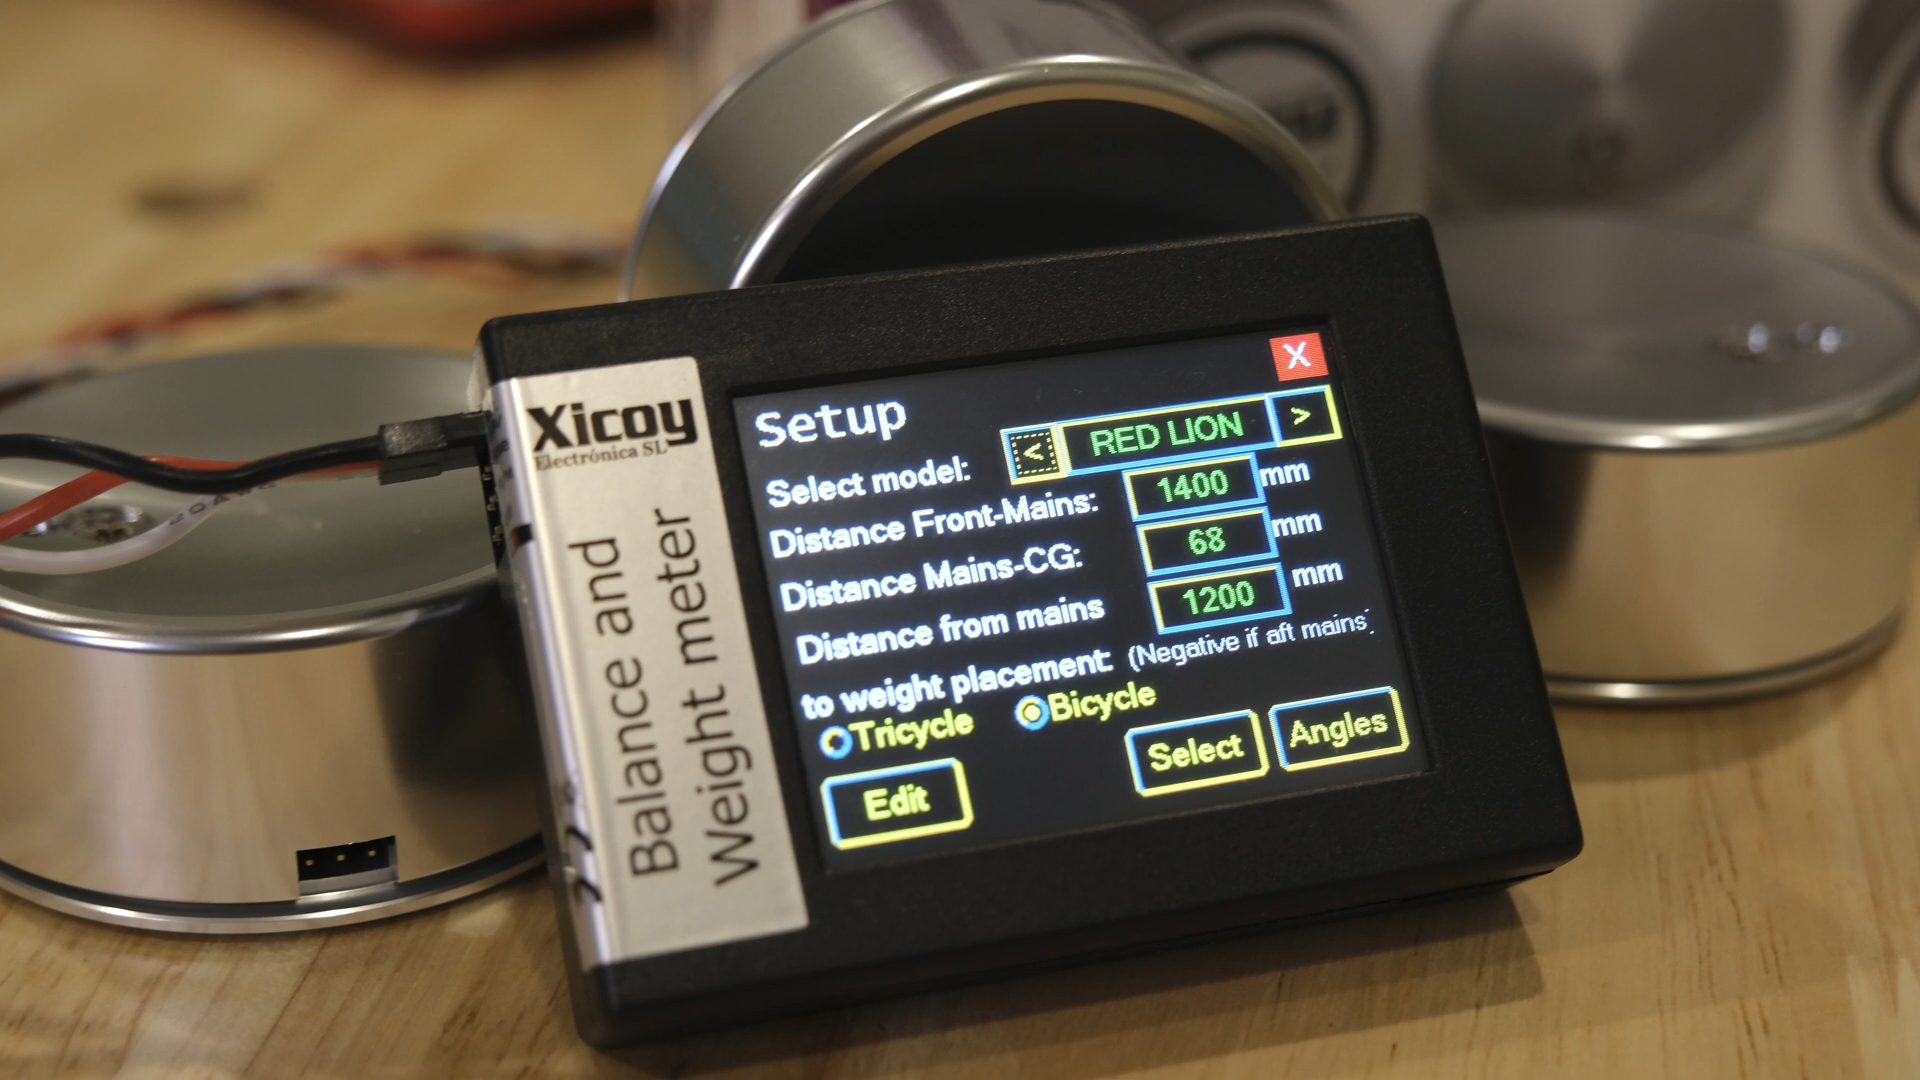 Xicoy
Electrónica SL
Balance and
Weight meter
X
Setup
Select model: < RED LION >
Distance Front-Mains: 1400 mm
Distance Mains-CG: 68 mm
Distance from mains 1200 mm
to weight placement: (Negative if aft mains)
Tricycle Bicycle
Edit Select Angles